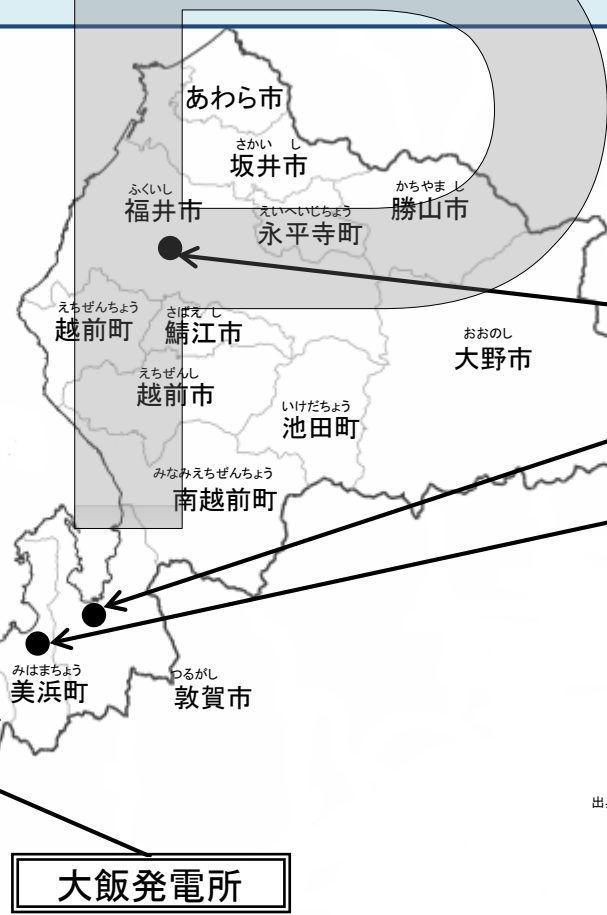 あわら市
さかい し
坂井市
かちやま し
勝山市
ふくいし
福井市
えいへいじちょう
永平寺町
えちぜんちょう
越前町
さばえ し
鯖江市
おおのし
大野市
えちぜんし
越前市
いけだちょう
池田町
みなみえちぜんちょう
南越前町
みはまちょう
美浜町
つるがし
敦賀市
出
大飯発電所